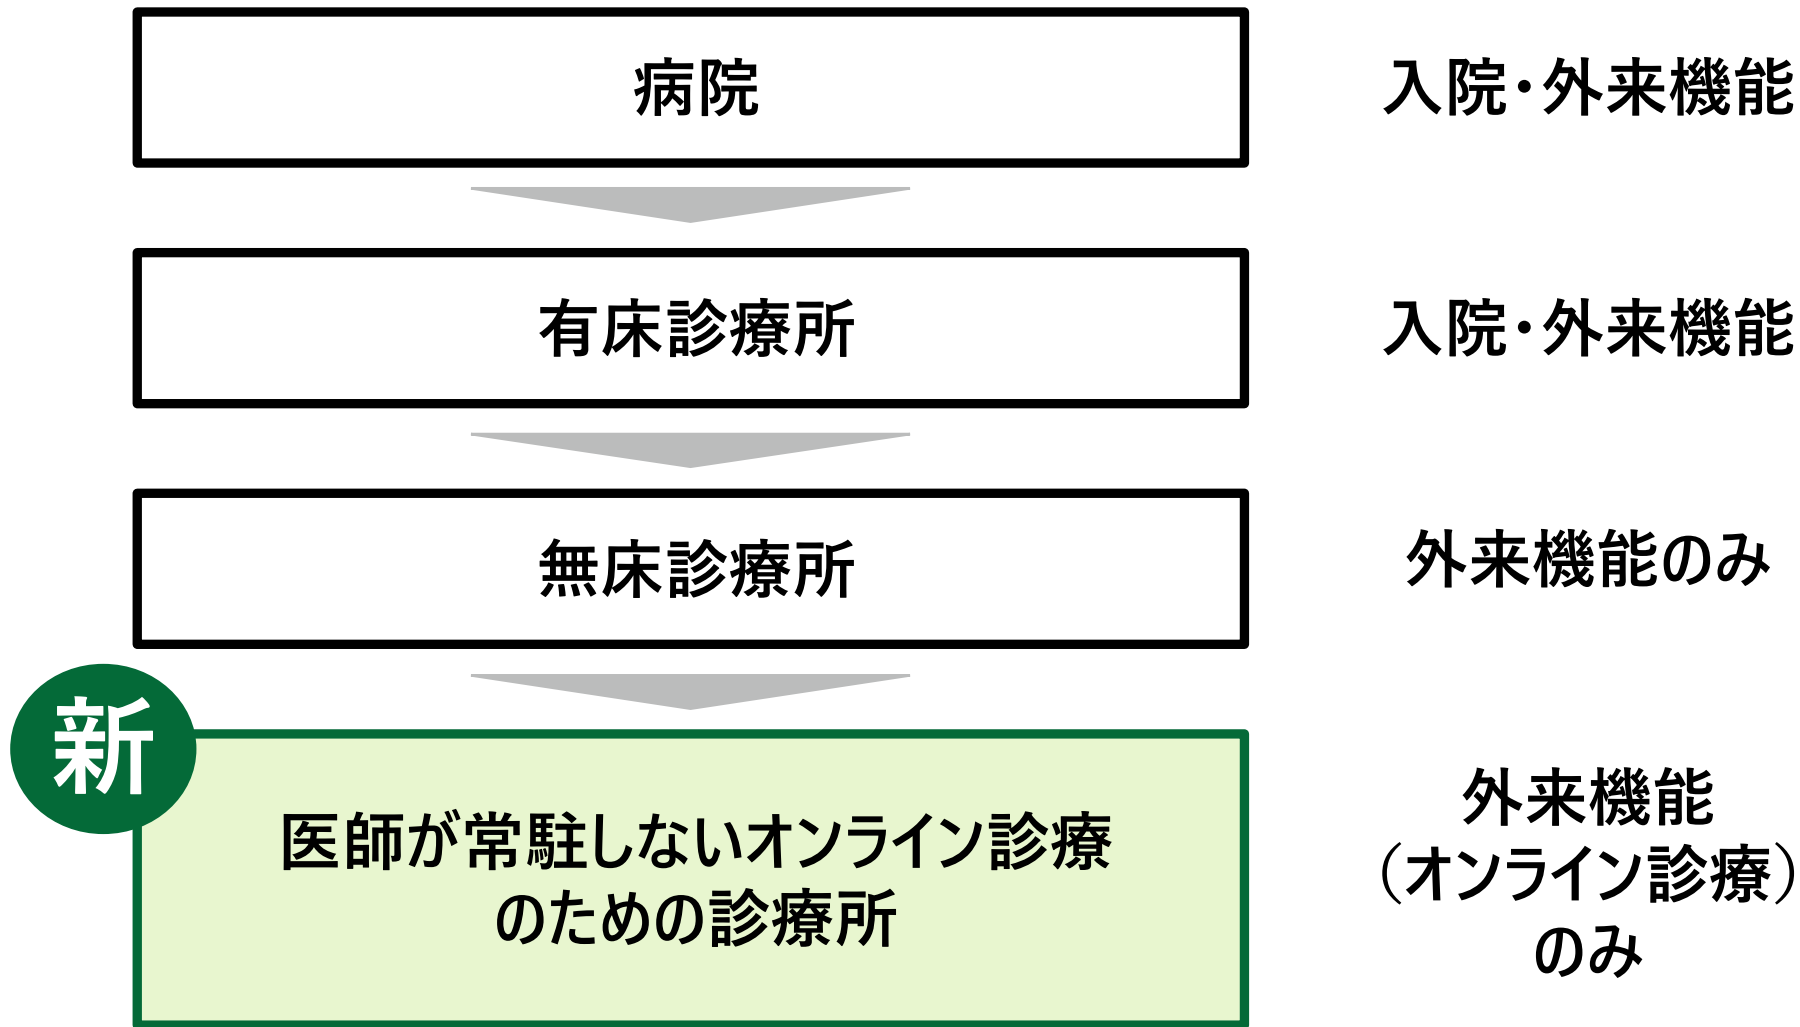 病院
入院・外来機能
有床診療所
入院・外来機能
無床診療所
外来機能のみ
新
医師が常駐しないオンライン診療
のための診療所
外来機能
（オンライン診療）
のみ